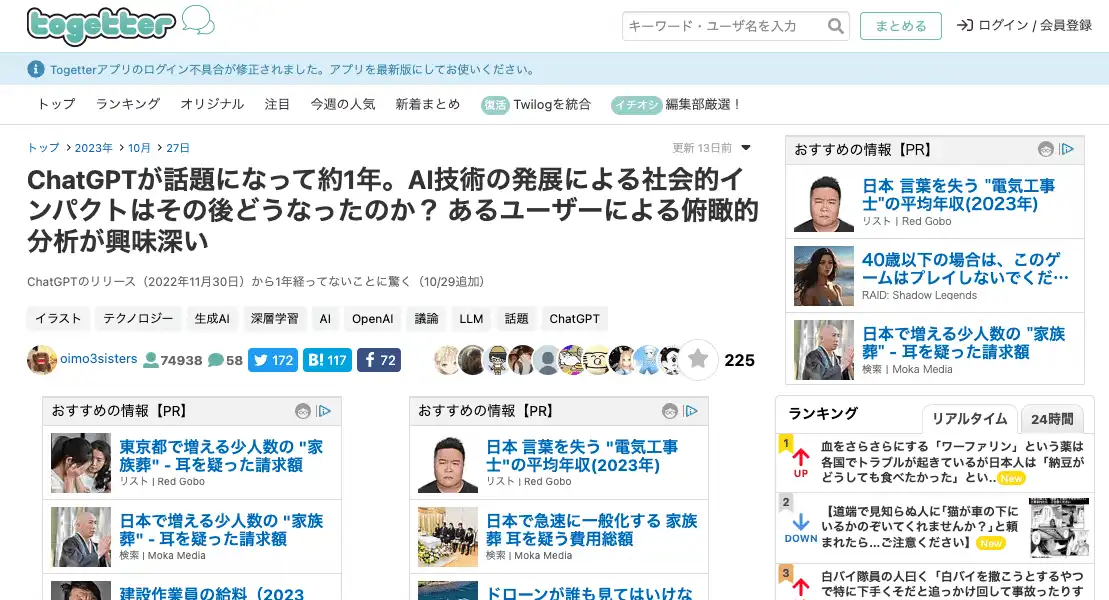 togetter
キーワード・ユーザ名を入力
まとめる
ログイン / 会員登録
Togetterアプリのログイン不具合が修正されました。アプリを最新版にしてお使いください。
トップ ランキング オリジナル 注目 今週の人気 新着まとめ 復活 Twilogを統合 イチオシ 編集部厳選！
トップ 2023年 10月 27日
更新 13日前
ChatGPTが話題になって約1年。AI技術の発展による社会的イ
ンパクトはその後どうなったのか？ あるユーザーによる俯瞰的
分析が興味深い
ChatGPTのリリース（2022年11月30日）から1年経ってないことに驚く（10/29追加）
イラスト テクノロジー 生成AI 深層学習 AI OpenAI 議論 LLM 話題 ChatGPT
oimo3sisters 74938 58 172 B! 117 f 72
225
おすすめの情報【PR】
東京都で増える少人数の "家
族葬" - 耳を疑った請求額
リスト | Red Gobo
日本で増える少人数の "家族
葬" - 耳を疑った請求額
検索 | Moka Media
建設作業員の給料（2023
おすすめの情報【PR】
日本 言葉を失う "電気工事
士"の平均年収(2023年)
リスト | Red Gobo
日本で急速に一般化する 家族
葬 耳を疑う費用総額
検索 | Moka Media
ドローンが誰も見てはいけな
おすすめの情報【PR】
日本 言葉を失う "電気工事
士"の平均年収(2023年)
リスト | Red Gobo
40歳以下の場合は、このゲ
ームはプレイしないでくだ…
RAID: Shadow Legends
日本で増える少人数の "家族
葬" - 耳を疑った請求額
検索 | Moka Media
ランキング
リアルタイム
24時間
1
UP
血をさらさらにする「ワーファリン」という薬は
各国でトラブルが起きているが日本人は「納豆が
どうしても食べたかった」とい.. New
2
DOWN
【道端で見知らぬ人に｢猫が車の下に
いるかのぞいてくれませんか？｣と頼
まれたら…ご注意ください】 New
3
白バイ隊員の人曰く「白バイを撒こうとするやつ
で特に下手くそだと追っかけ回して事故ったりす